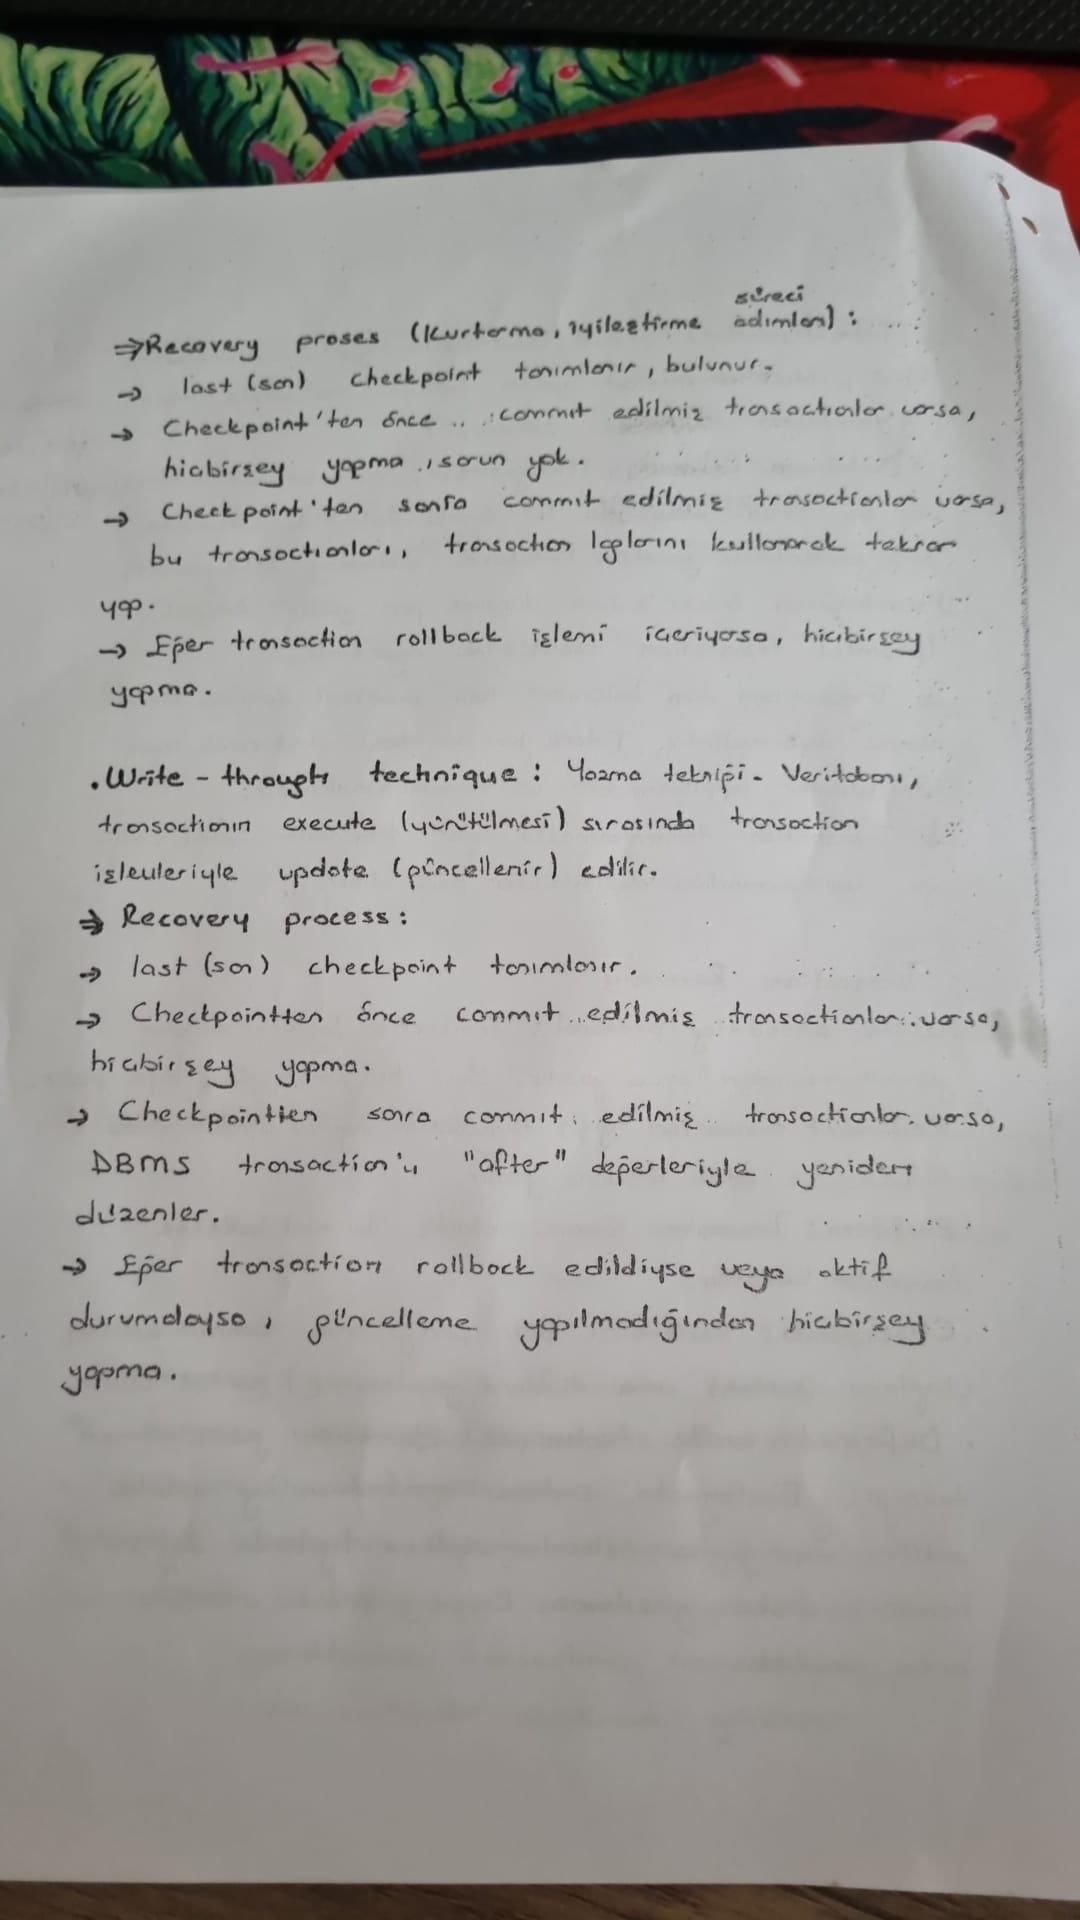 süreci
⇒Recovery proses (Kurtarma, iyileştirme adımları) :
→ last (son) checkpoint tanımlanır, bulunur.
→ Checkpoint'ten önce commit edilmiş transactionlar varsa,
hiçbirşey yapma, sorun yok.
→ Checkpoint'ten sonra commit edilmiş transactionlar varsa,
bu transactionları, transaction loglarını kullanarak tekrar
yap.
→ Eğer transaction rollback işlemi içeriyorsa, hiçbirşey
yapma.
. Write - through technique : Yazma tekniği. Veritabanı,
transactionın execute (yürütülmesi) sırasında transaction
işlevleriyle update (güncellenir) edilir.
⇒ Recovery process :
→ last (son) checkpoint tanımlanır.
→ Checkpointten önce commit edilmiş transactionlar varsa,
hiçbirşey yapma.
→ Checkpointten sonra commit edilmiş transactionlar varsa,
DBMS transaction'ı "after" değerleriyle yeniden
düzenler.
→ Eğer transaction rollback edildiyse veya aktif
durumdaysa, güncelleme yapılmadığından hiçbirşey
yapma.